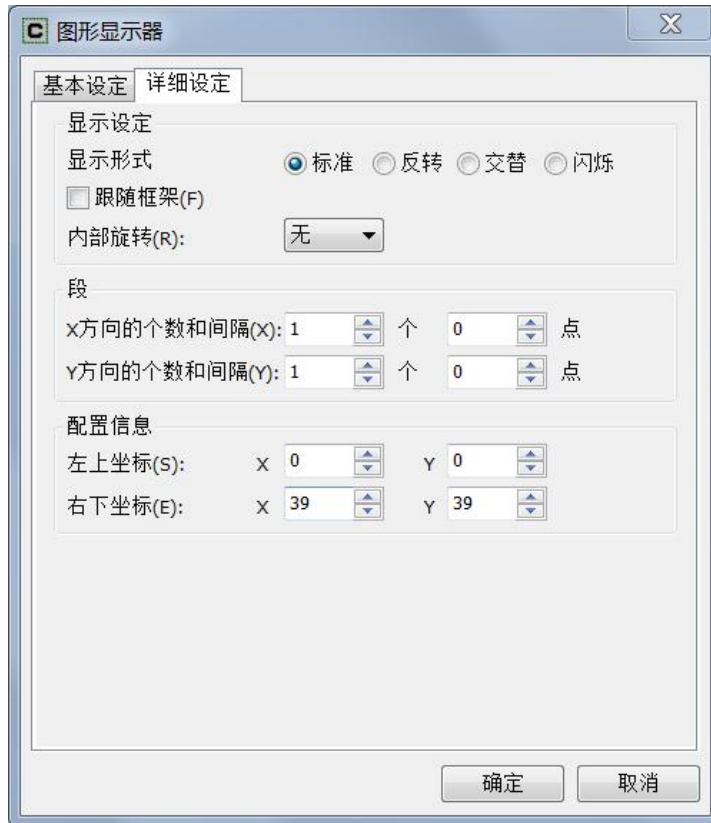 C 图形显示器
基本设定 详细设定
显示设定
显示形式 标准 反转 交替 闪烁
跟随框架(F)
内部旋转(R): 无
段
X方向的个数和间隔(X): 1 个 0 点
Y方向的个数和间隔(Y): 1 个 0 点
配置信息
左上坐标(S): X 0 Y 0
右下坐标(E): X 39 Y 39
确定 取消